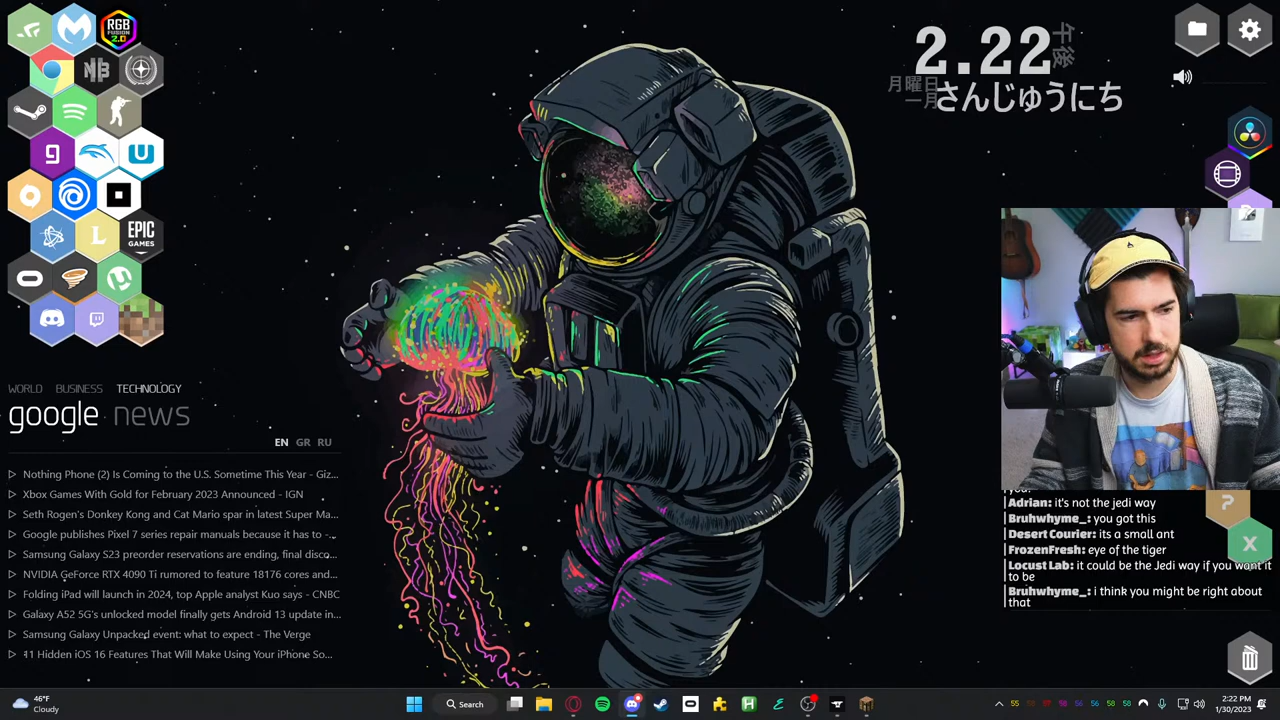 RGB
FUSION
2.0
NB
EPIC
GAMES
2.22
午後
月曜日
一月
さんじゅうにち
WORLD BUSINESS TECHNOLOGY
google news
EN GR RU
Nothing Phone (2) Is Coming to the U.S. Sometime This Year - Giz...
Xbox Games With Gold for February 2023 Announced - IGN
Seth Rogen's Donkey Kong and Cat Mario spar in latest Super Ma...
Google publishes Pixel 7 series repair manuals because it has to -...
Samsung Galaxy S23 preorder reservations are ending, final disco...
NVIDIA GeForce RTX 4090 Ti rumored to feature 18176 cores and...
Folding iPad will launch in 2024, top Apple analyst Kuo says - CNBC
Galaxy A52 5G's unlocked model finally gets Android 13 update in...
Samsung Galaxy Unpacked event: what to expect - The Verge
11 Hidden iOS 16 Features That Will Make Using Your iPhone So...
Adrian: it's not the jedi way
Bruhwhyme_: you got this
Desert Courier: its a small ant
FrozenFresh: eye of the tiger
Locust Lab: it could be the Jedi way if you want it
to be
Bruhwhyme_: i think you might be right about
that
46°F
Cloudy
Search
2:22 PM
1/30/2023